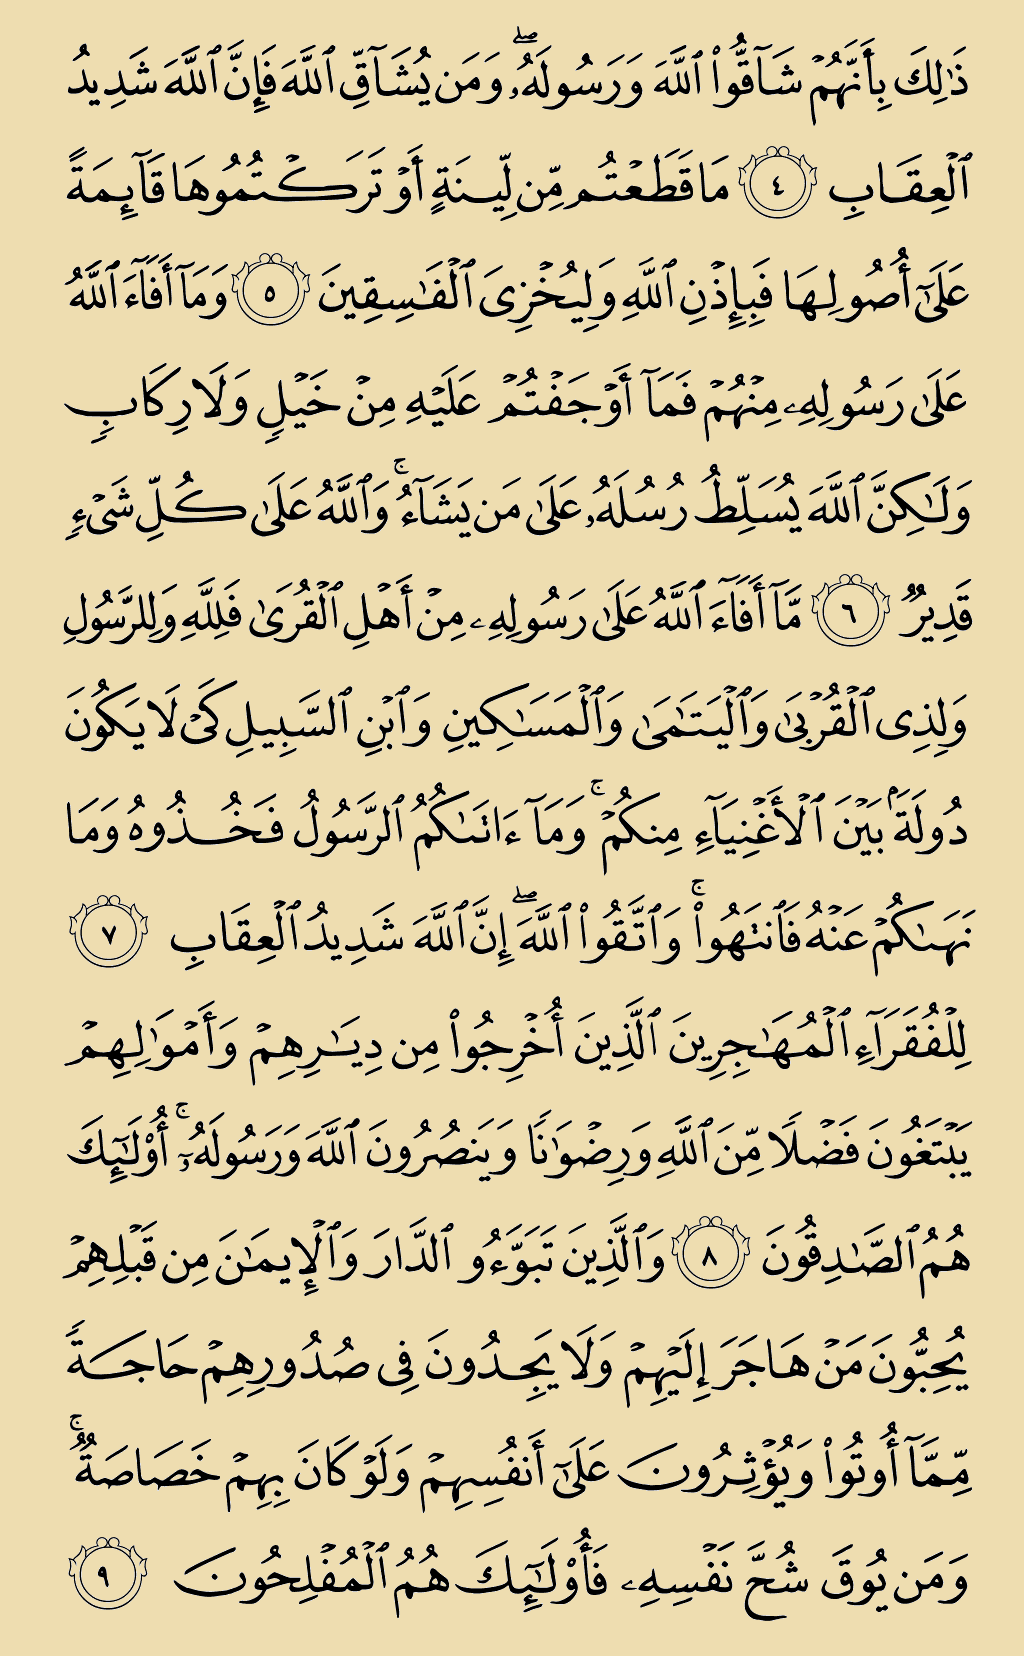 ذَٰلِكَ بِأَنَّهُمۡ شَآقُّواْ ٱللَّهَ وَرَسُولَهُۥۖ وَمَن يُشَآقِّ ٱللَّهَ فَإِنَّ ٱللَّهَ شَدِيدُ
ٱلۡعِقَابِ ٤ مَا قَطَعۡتُم مِّن لِّينَةٍ أَوۡ تَرَكۡتُمُوهَا قَآئِمَةً
عَلَىٰٓ أُصُولِهَا فَبِإِذۡنِ ٱللَّهِ وَلِيُخۡزِىَ ٱلۡفَٰسِقِينَ ٥ وَمَآ أَفَآءَ ٱللَّهُ
عَلَىٰ رَسُولِهِۦ مِنۡهُمۡ فَمَآ أَوۡجَفۡتُمۡ عَلَيۡهِ مِنۡ خَيۡلٍ وَلَا رِكَابٍ
وَلَٰكِنَّ ٱللَّهَ يُسَلِّطُ رُسُلَهُۥ عَلَىٰ مَن يَشَآءُۚ وَٱللَّهُ عَلَىٰ كُلِّ شَىۡءٍ
قَدِيرٌ ٦ مَّآ أَفَآءَ ٱللَّهُ عَلَىٰ رَسُولِهِۦ مِنۡ أَهۡلِ ٱلۡقُرَىٰ فَلِلَّهِ وَلِلرَّسُولِ
وَلِذِى ٱلۡقُرۡبَىٰ وَٱلۡيَتَٰمَىٰ وَٱلۡمَسَٰكِينِ وَٱبۡنِ ٱلسَّبِيلِ كَىۡ لَا يَكُونَ
دُولَةَۢ بَيۡنَ ٱلۡأَغۡنِيَآءِ مِنكُمۡۚ وَمَآ ءَاتَىٰكُمُ ٱلرَّسُولُ فَخُذُوهُ وَمَا
نَهَىٰكُمۡ عَنۡهُ فَٱنتَهُواْۚ وَٱتَّقُواْ ٱللَّهَۖ إِنَّ ٱللَّهَ شَدِيدُ ٱلۡعِقَابِ ٧
لِلۡفُقَرَآءِ ٱلۡمُهَٰجِرِينَ ٱلَّذِينَ أُخۡرِجُواْ مِن دِيَٰرِهِمۡ وَأَمۡوَٰلِهِمۡ
يَبۡتَغُونَ فَضۡلًا مِّنَ ٱللَّهِ وَرِضۡوَٰنًا وَيَنصُرُونَ ٱللَّهَ وَرَسُولَهُۥٓۚ أُوْلَٰٓئِكَ
هُمُ ٱلصَّٰدِقُونَ ٨ وَٱلَّذِينَ تَبَوَّءُو ٱلدَّارَ وَٱلۡإِيمَٰنَ مِن قَبۡلِهِمۡ
يُحِبُّونَ مَنۡ هَاجَرَ إِلَيۡهِمۡ وَلَا يَجِدُونَ فِى صُدُورِهِمۡ حَاجَةً
مِّمَّآ أُوتُواْ وَيُؤۡثِرُونَ عَلَىٰٓ أَنفُسِهِمۡ وَلَوۡ كَانَ بِهِمۡ خَصَاصَةٌۚ
وَمَن يُوقَ شُحَّ نَفۡسِهِۦ فَأُوْلَٰٓئِكَ هُمُ ٱلۡمُفۡلِحُونَ ٩